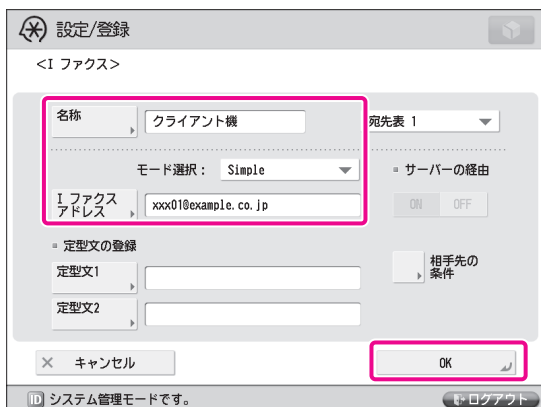 設定/登録
<I ファクス>
名称
クライアント機
宛先表 1
モード選択： Simple
サーバーの経由
I ファクス
アドレス
xxx01@example.co.jp
ON OFF
定型文の登録
相手先の
条件
定型文1
定型文2
キャンセル
OK
ID システム管理モードです。
ログアウト